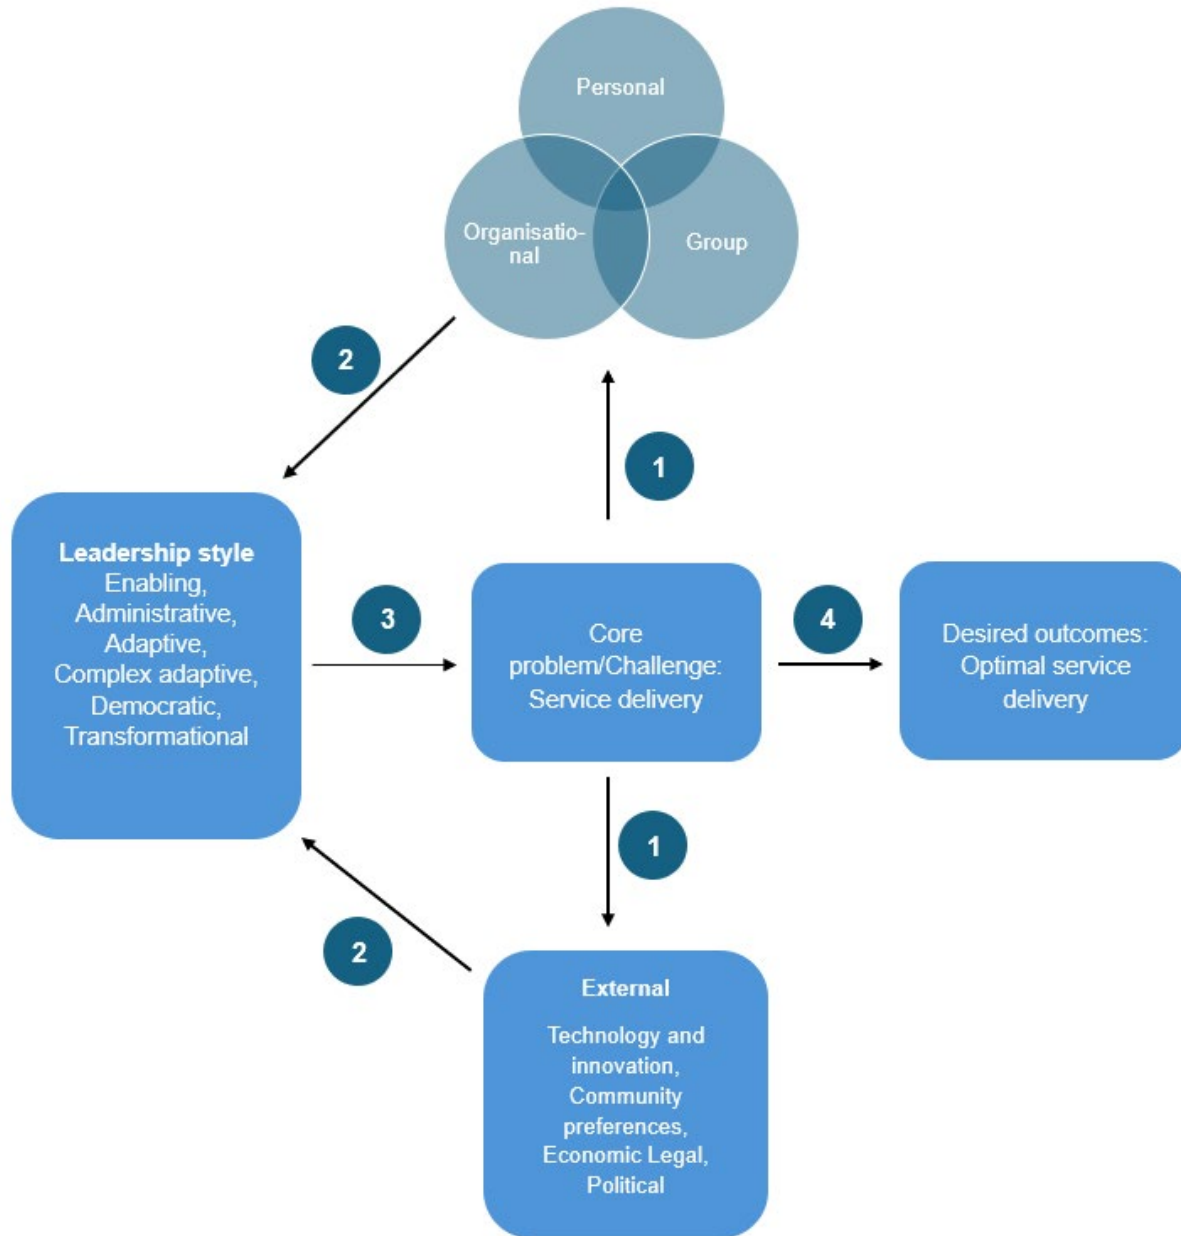 Personal
Organisatio-
nal
Group
2
1
Leadership style
Enabling,
Administrative,
Adaptive,
Complex adaptive,
Democratic,
Transformational
3
Core
problem/Challenge:
Service delivery
4
Desired outcomes:
Optimal service
delivery
1
2
External
Technology and
innovation,
Community
preferences,
Economic Legal,
Political